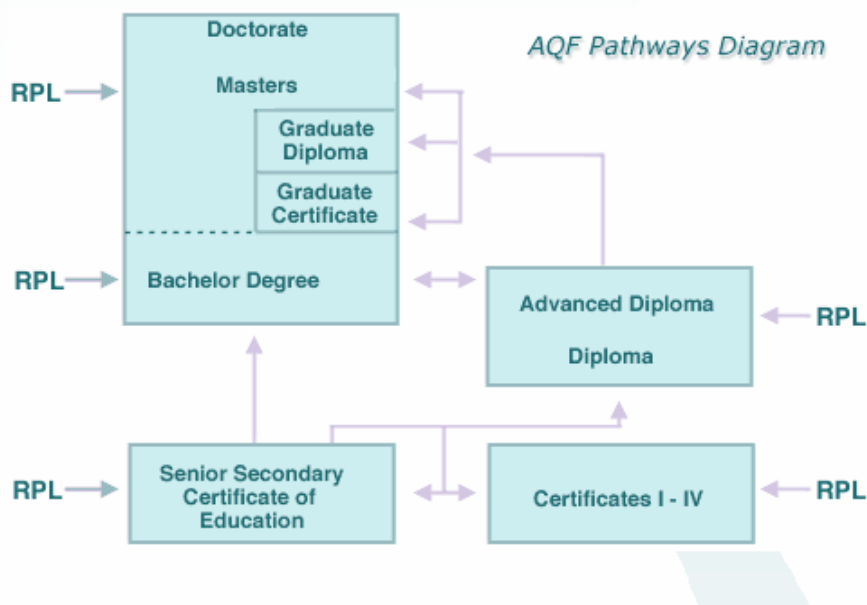 AQF Pathways Diagram
Doctorate
RPL
Masters
Graduate
Diploma
Graduate
Certificate
RPL
Bachelor Degree
Advanced Diploma
RPL
Diploma
RPL
Senior Secondary
Certificate of
Education
Certificates I - IV
RPL